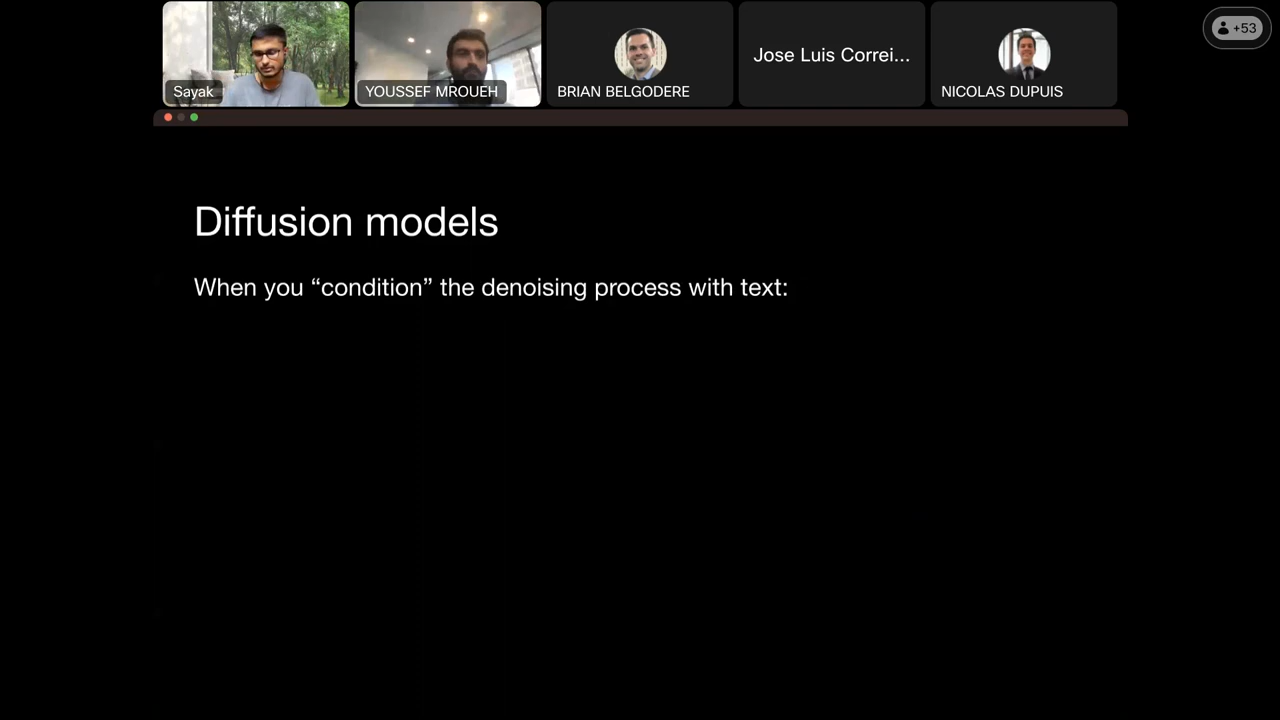 Sayak
YOUSSEF MROUEH
BRIAN BELGODERE
Jose Luis Correi...
NICOLAS DUPUIS
+53
Diffusion models
When you “condition” the denoising process with text: